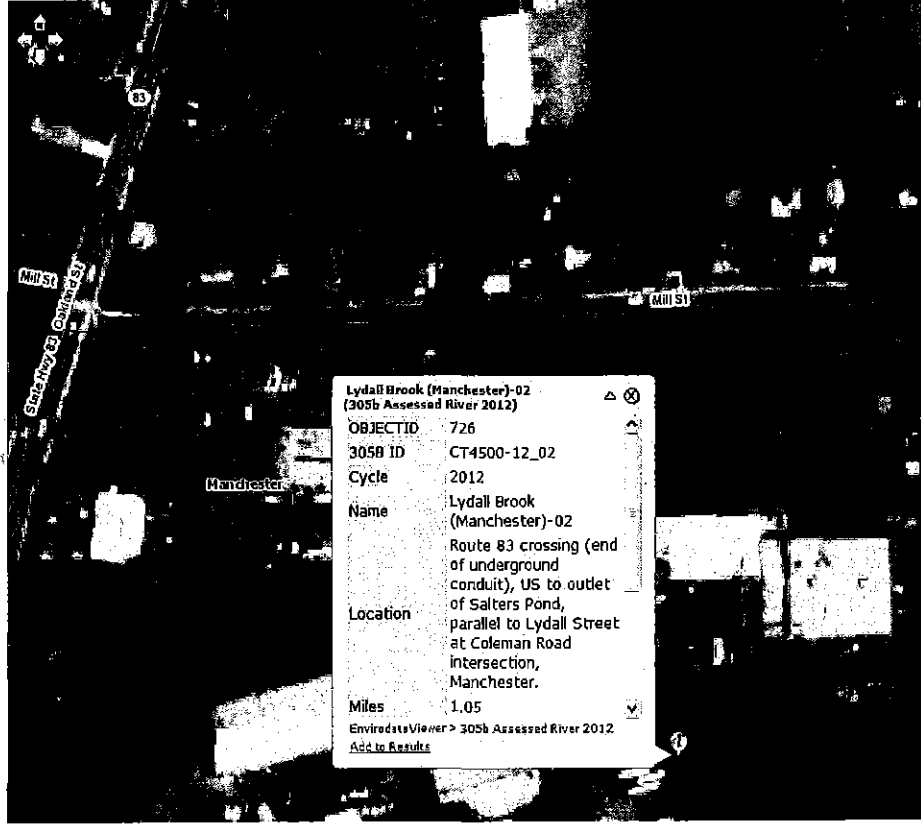 83
Mill St
State Hwy 83 Oakland St
Mill St
Manchester
Lydall Brook (Manchester)-02
(305b Assessed River 2012)
OBJECTID 726
305B ID CT4500-12_02
Cycle 2012
Name Lydall Brook
(Manchester)-02
Location Route 83 crossing (end
of underground
conduit), US to outlet
of Salters Pond,
parallel to Lydall Street
at Coleman Road
intersection,
Manchester.
Miles 1.05
EnvirodataViewer > 305b Assessed River 2012
Add to Results